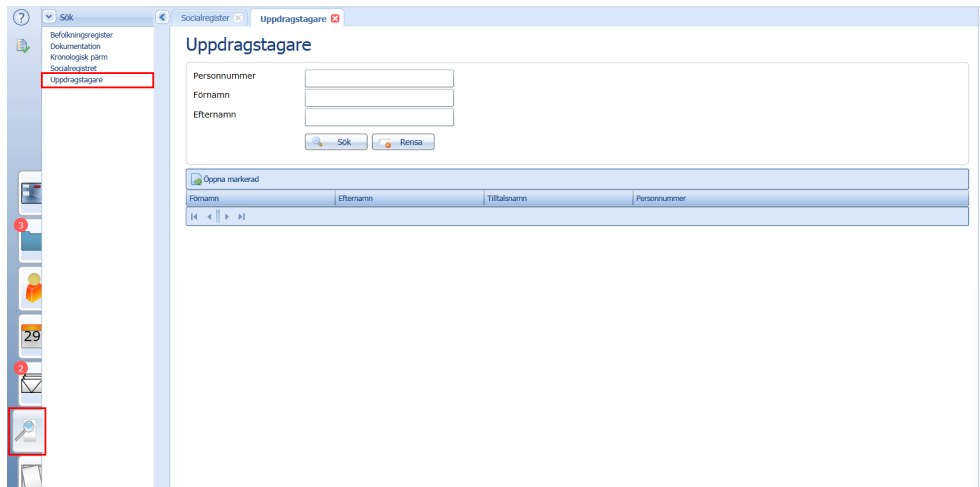 ?
Sök
Befolkningsregister
Dokumentation
Kronologisk pärm
Socialregistret
Uppdragstagare
Socialregister
Uppdragstagare
Uppdragstagare
Personnummer
Förnamn
Efternamn
Sök
Rensa
Öppna markerad
Förnamn Efternamn Tilltalsnamn Personnummer
3
29
2